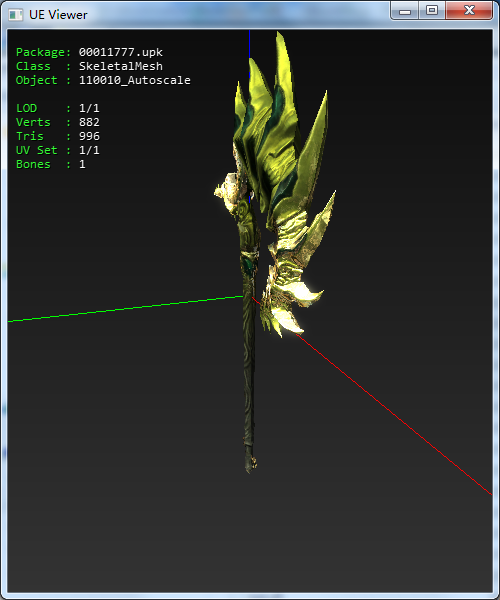 UE Viewer
Package: 00011777.upk
Class  : SkeletalMesh
Object : 110010_Autoscale
LOD    : 1/1
Verts  : 882
Tris   : 996
UV Set : 1/1
Bones  : 1